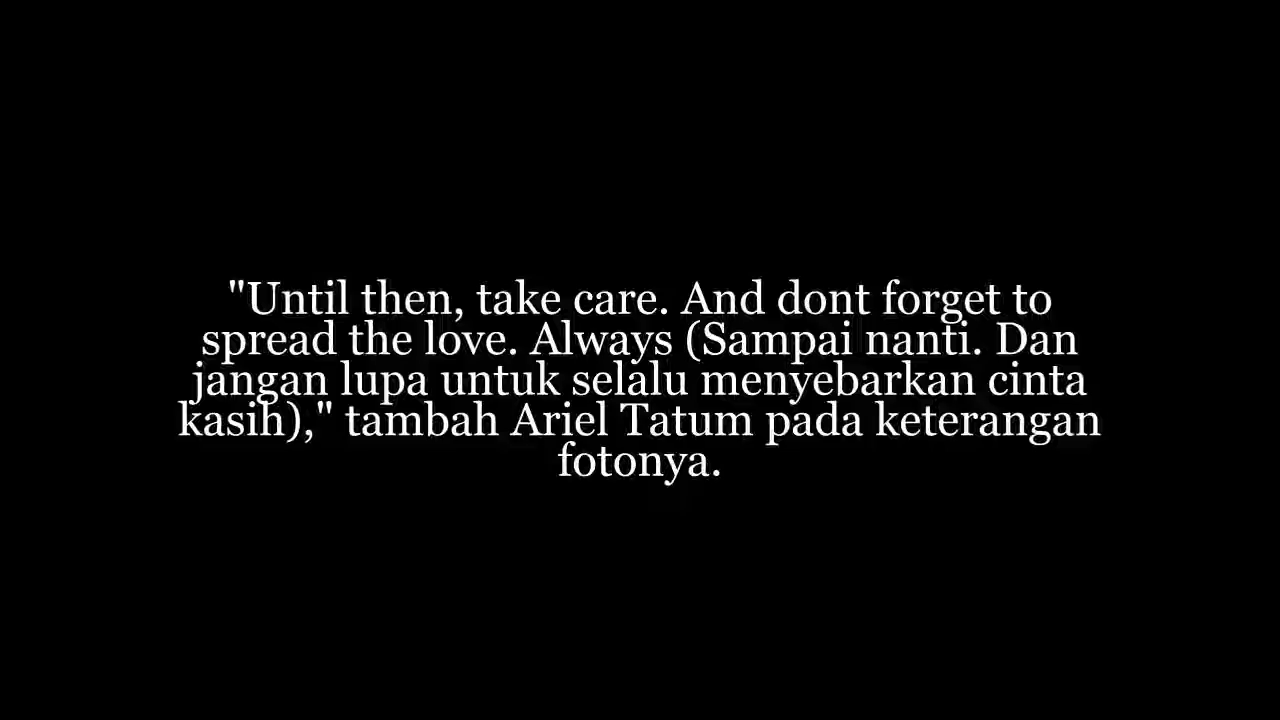 "Until then, take care. And dont forget to
spread the love. Always (Sampai nanti. Dan
jangan lupa untuk selalu menyebarkan cinta
kasih)," tambah Ariel Tatum pada keterangan
fotonya.